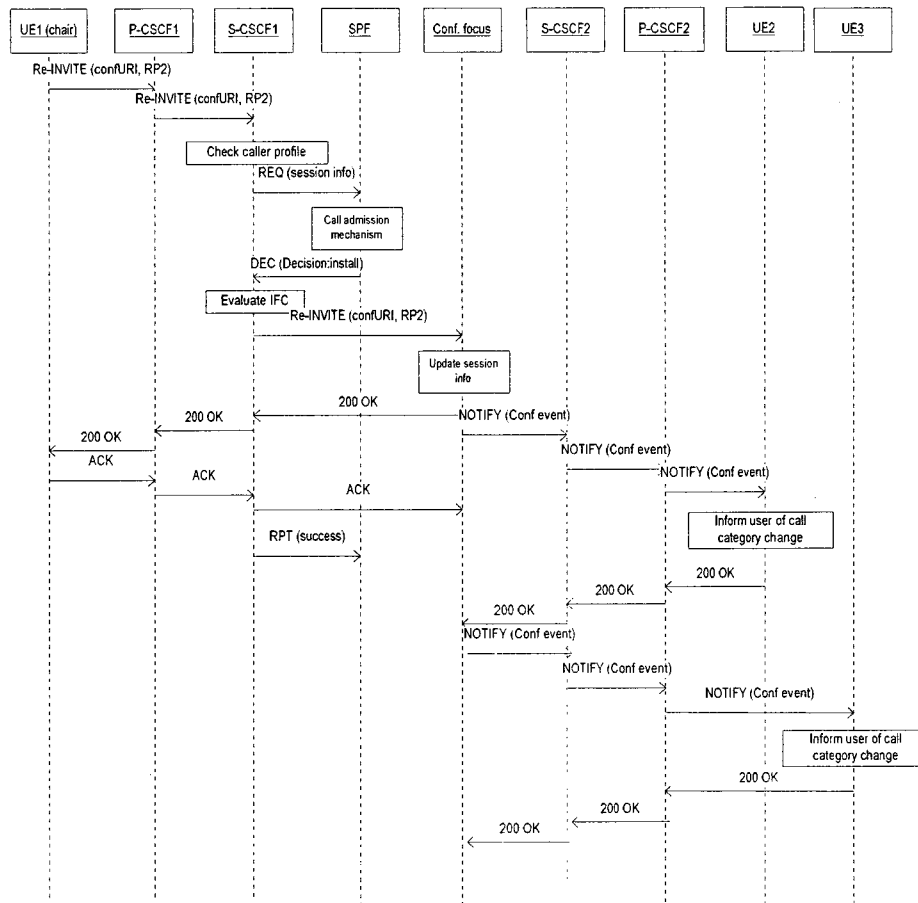 UE1 (chair)
P-CSCF1
S-CSCF1
SPF
Conf. focus
S-CSCF2
P-CSCF2
UE2
UE3
Re-INVITE (confURI, RP2)
Re-INVITE (confURI, RP2)
Check caller profile
REQ (session info)
Call admission
mechanism
DEC (Decision:install)
Evaluate IFC
Re-INVITE (confURI, RP2)
Update session
info
200 OK
NOTIFY (Conf event)
200 OK
200 OK
NOTIFY (Conf event)
ACK
NOTIFY (Conf event)
ACK
ACK
Inform user of call
category change
RPT (success)
200 OK
200 OK
200 OK
NOTIFY (Conf event)
NOTIFY (Conf event)
NOTIFY (Conf event)
Inform user of call
category change
200 OK
200 OK
200 OK